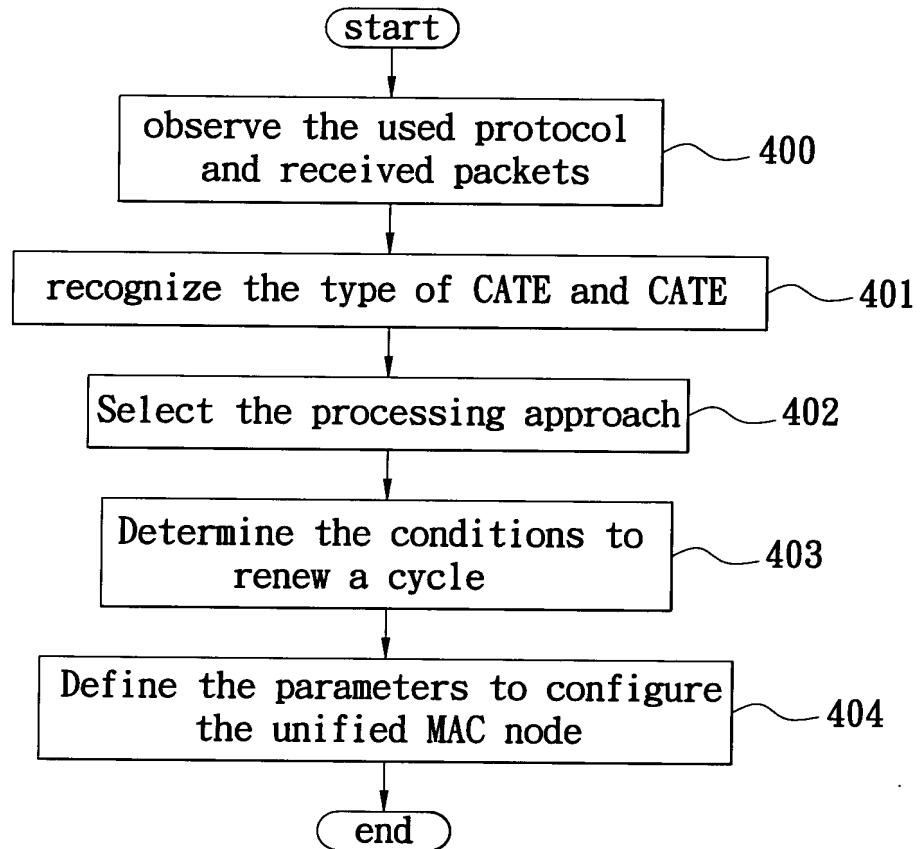 start
observe the used protocol
and received packets
400
recognize the type of CATE and CATE
401
Select the processing approach
402
Determine the conditions to
renew a cycle
403
Define the parameters to configure
the unified MAC node
404
end